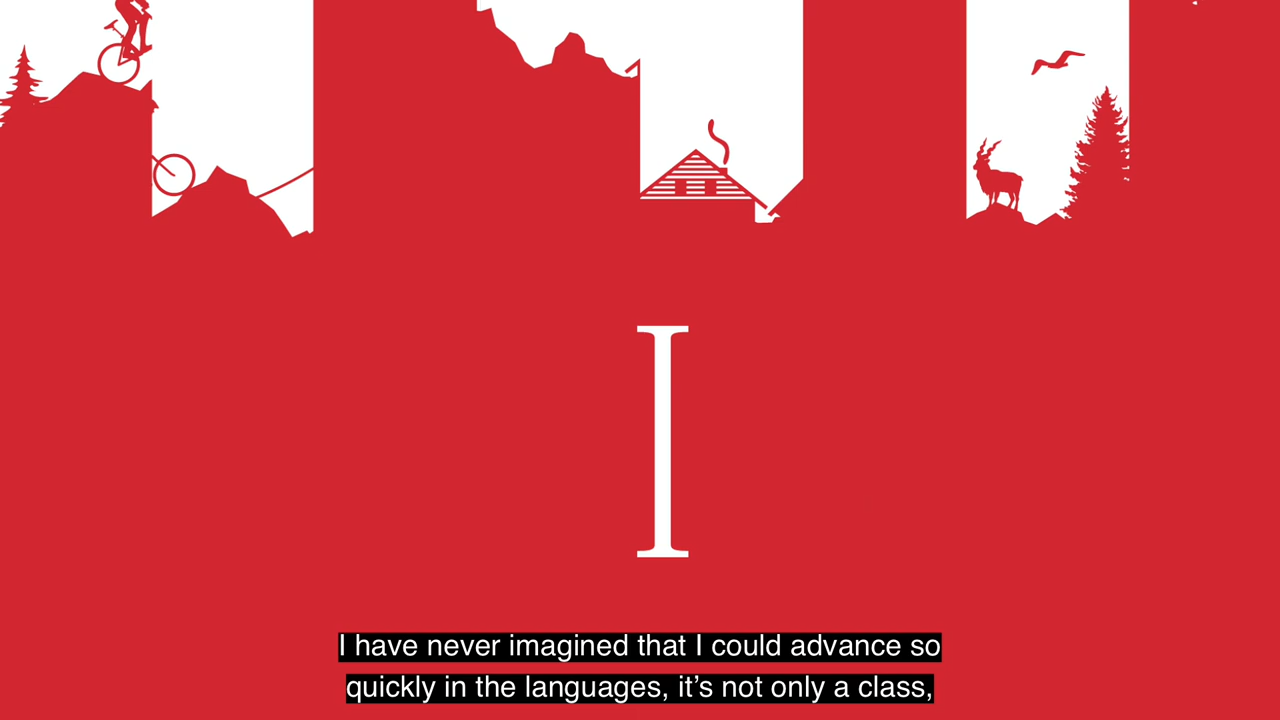 I
I have never imagined that I could advance so
quickly in the languages, it’s not only a class,